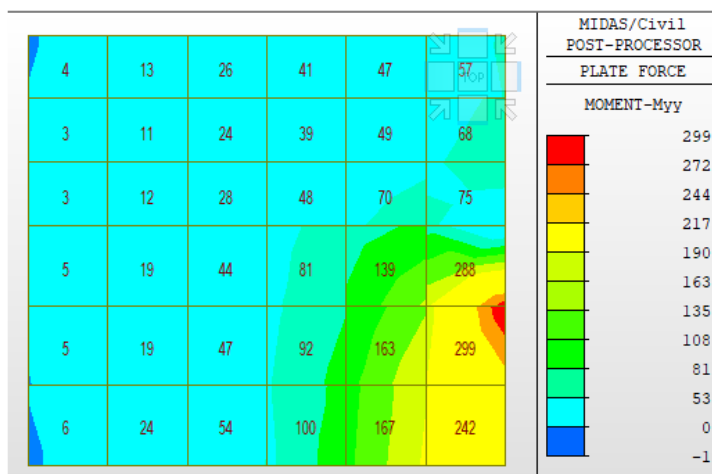 4 13 26 41 47 57
TOP
3 11 24 39 49 68
3 12 28 48 70 75
5 19 44 81 139 288
5 19 47 92 163 299
6 24 54 100 167 242
MIDAS/Civil
POST-PROCESSOR
PLATE FORCE
MOMENT-Myy
299
272
244
217
190
163
135
108
81
53
0
-1